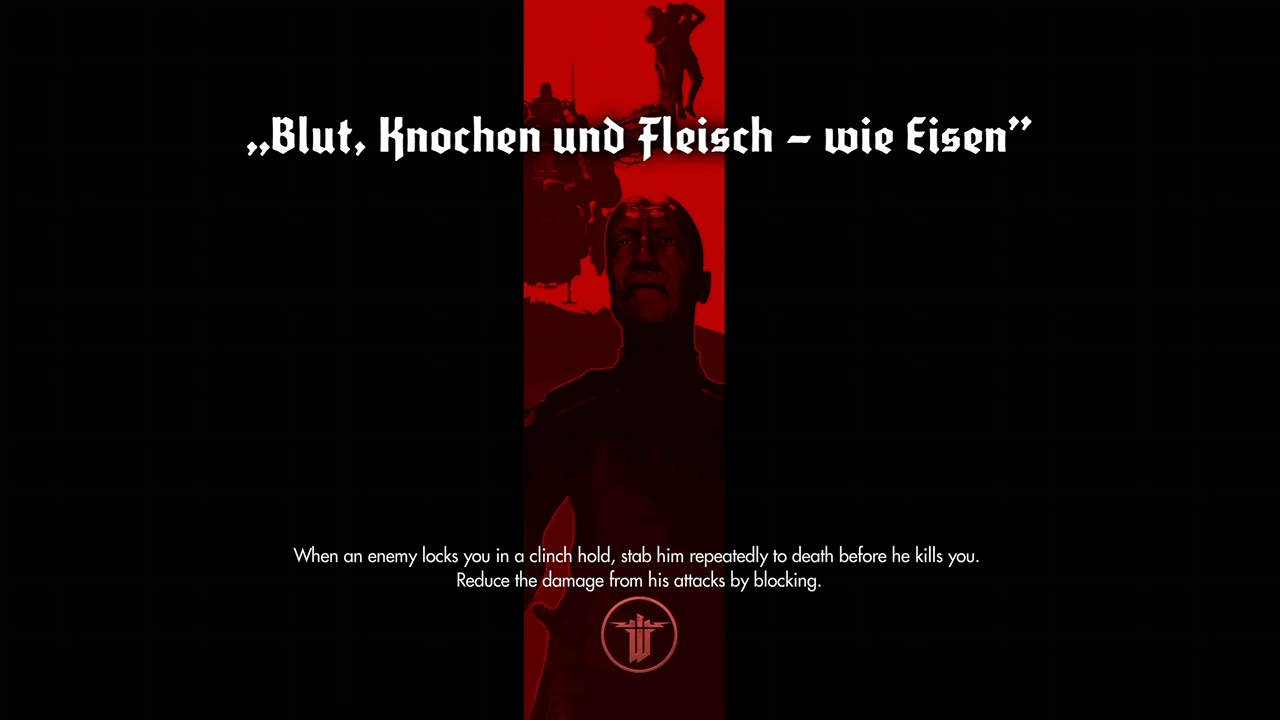 „Blut, Knochen und Fleisch – wie Eisen”
When an enemy locks you in a clinch hold, stab him repeatedly to death before he kills you.
Reduce the damage from his attacks by blocking.